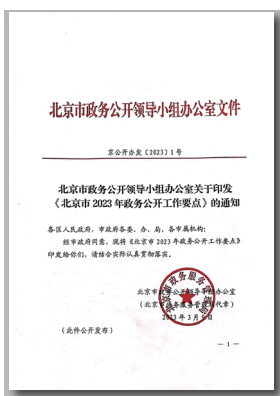 北京市政务公开领导小组办公室文件
京公开办发〔2023〕1号
北京市政务公开领导小组办公室关于印发
《北京市2023年政务公开工作要点》的通知
各区人民政府，市政府各委、办、局，各市属机构：
经市政府同意，现将《北京市2023年政务公开工作要点》
印发给你们，请结合实际认真贯彻落实。
北京市政务公开领导小组办公室
（北京市政务服务管理局代章）
2023年3月
（此件公开发布）
— 1 —